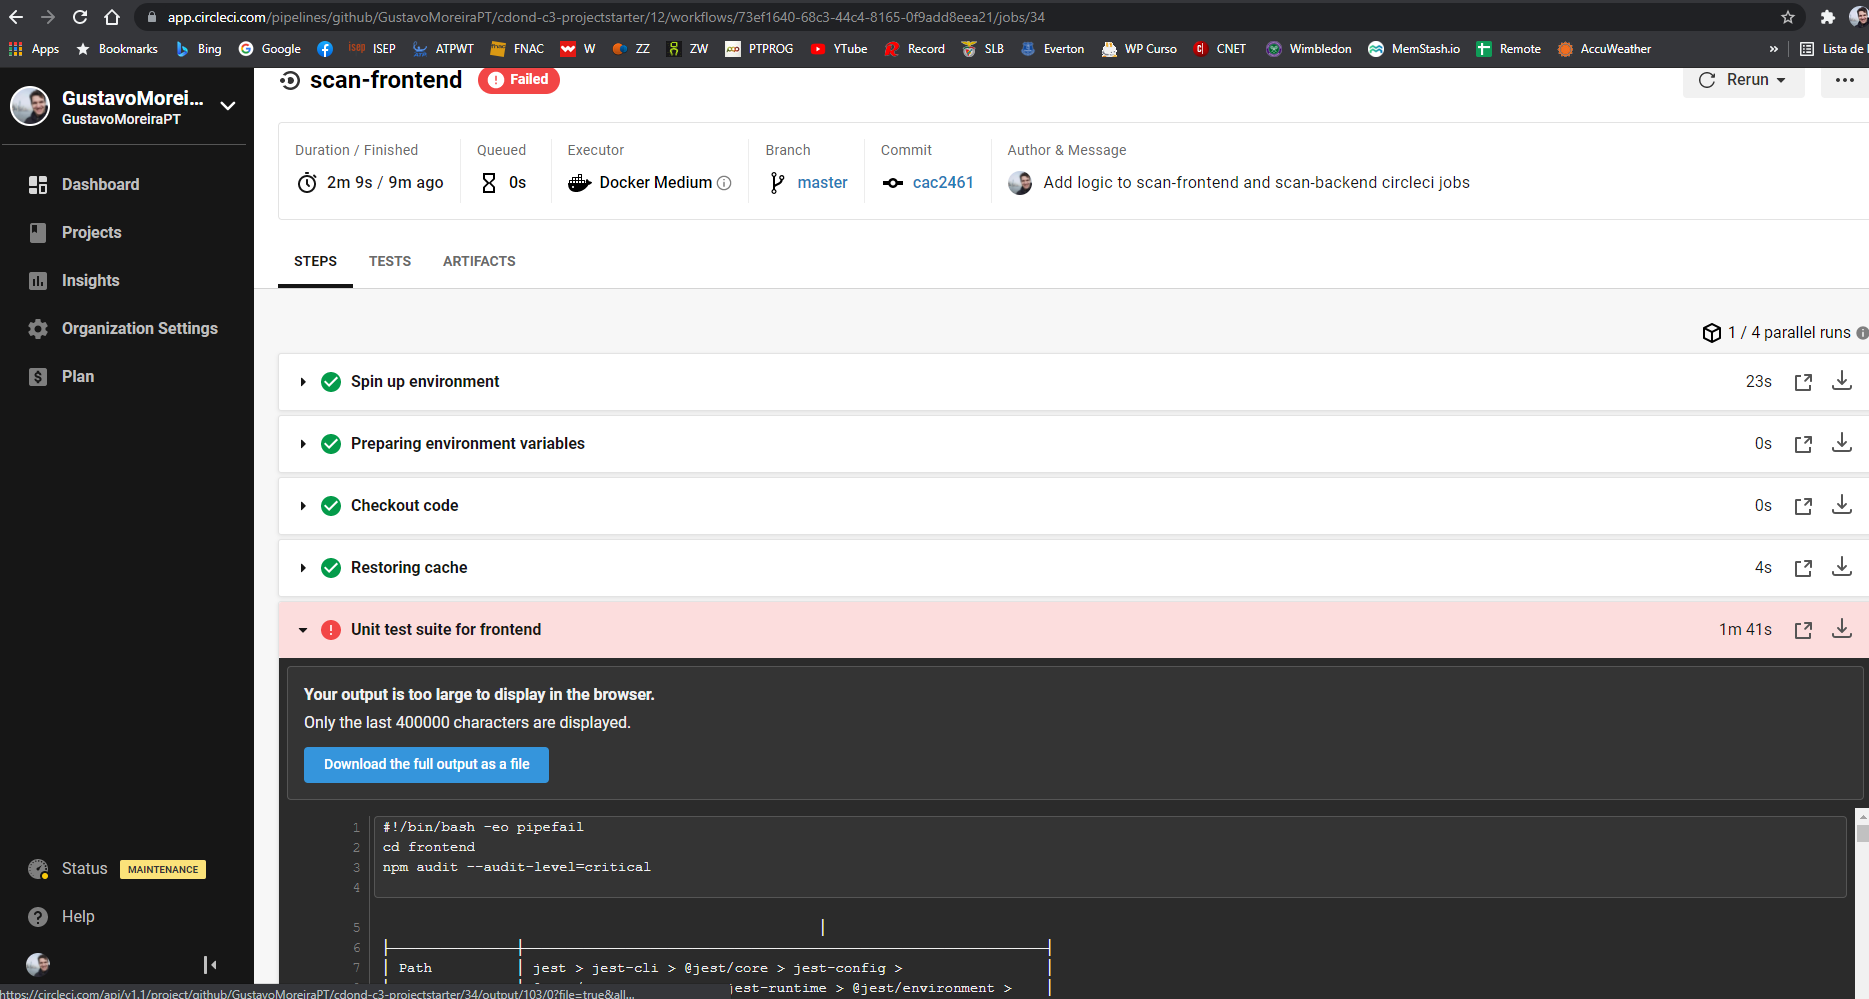 app.circleci.com/pipelines/github/GustavoMoreiraPT/cdond-c3-projectstarter/12/workflows/73ef1640-68c3-44c4-8165-0f9add8eea21/jobs/34
Apps Bookmarks Bing Google ISEP ATPWT FNAC W ZZ ZW PTPROG YTube Record SLB Everton WP Curso CNET Wimbledon MemStash.io Remote AccuWeather » Lista de
GustavoMorei...
GustavoMoreiraPT
Dashboard
Projects
Insights
Organization Settings
Plan
Status MAINTENANCE
Help
scan-frontend Failed
Rerun
Duration / Finished Queued Executor Branch Commit Author & Message
2m 9s / 9m ago 0s Docker Medium master cac2461 Add logic to scan-frontend and scan-backend circleci jobs
STEPS TESTS ARTIFACTS
1 / 4 parallel runs
Spin up environment 23s
Preparing environment variables 0s
Checkout code 0s
Restoring cache 4s
Unit test suite for frontend 1m 41s
Your output is too large to display in the browser.
Only the last 400000 characters are displayed.
Download the full output as a file
1 #!/bin/bash -eo pipefail
2 cd frontend
3 npm audit --audit-level=critical
4
5
6
7 Path jest > jest-cli > @jest/core > jest-config >
jest-runtime > @jest/environment >
https://circleci.com/api/v1.1/project/github/GustavoMoreiraPT/cdond-c3-projectstarter/34/output/103/0?file=true&all...